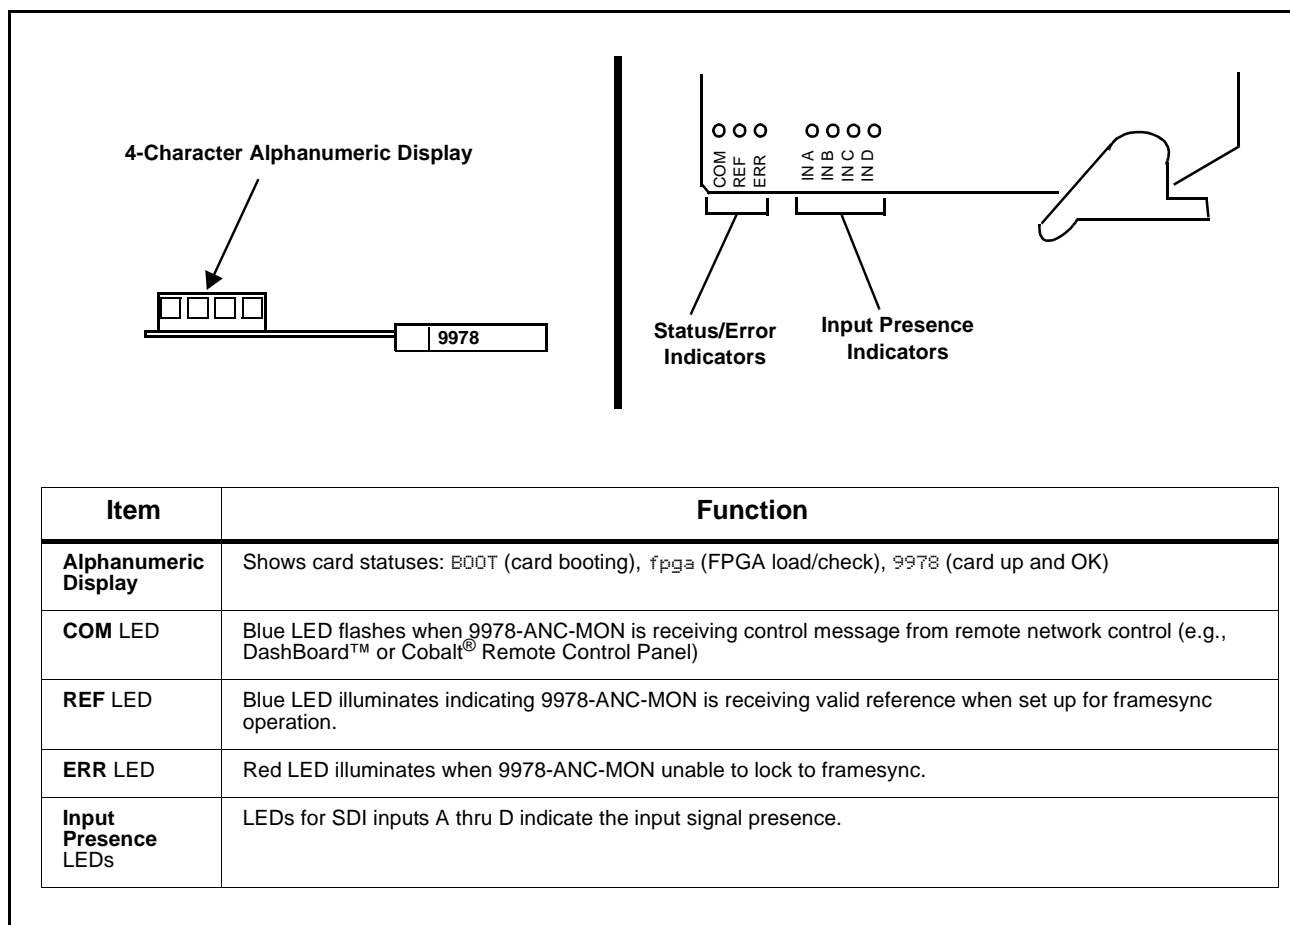 4-Character Alphanumeric Display
9978
COM
REF
ERR
IN A
IN B
IN C
IN D
Status/Error
Indicators
Input Presence
Indicators
Item Function
Alphanumeric
Display
Shows card statuses: BOOT (card booting), fpga (FPGA load/check), 9978 (card up and OK)
COM LED
Blue LED flashes when 9978-ANC-MON is receiving control message from remote network control (e.g.,
DashBoard™ or Cobalt® Remote Control Panel)
REF LED
Blue LED illuminates indicating 9978-ANC-MON is receiving valid reference when set up for framesync
operation.
ERR LED
Red LED illuminates when 9978-ANC-MON unable to lock to framesync.
Input
Presence
LEDs
LEDs for SDI inputs A thru D indicate the input signal presence.